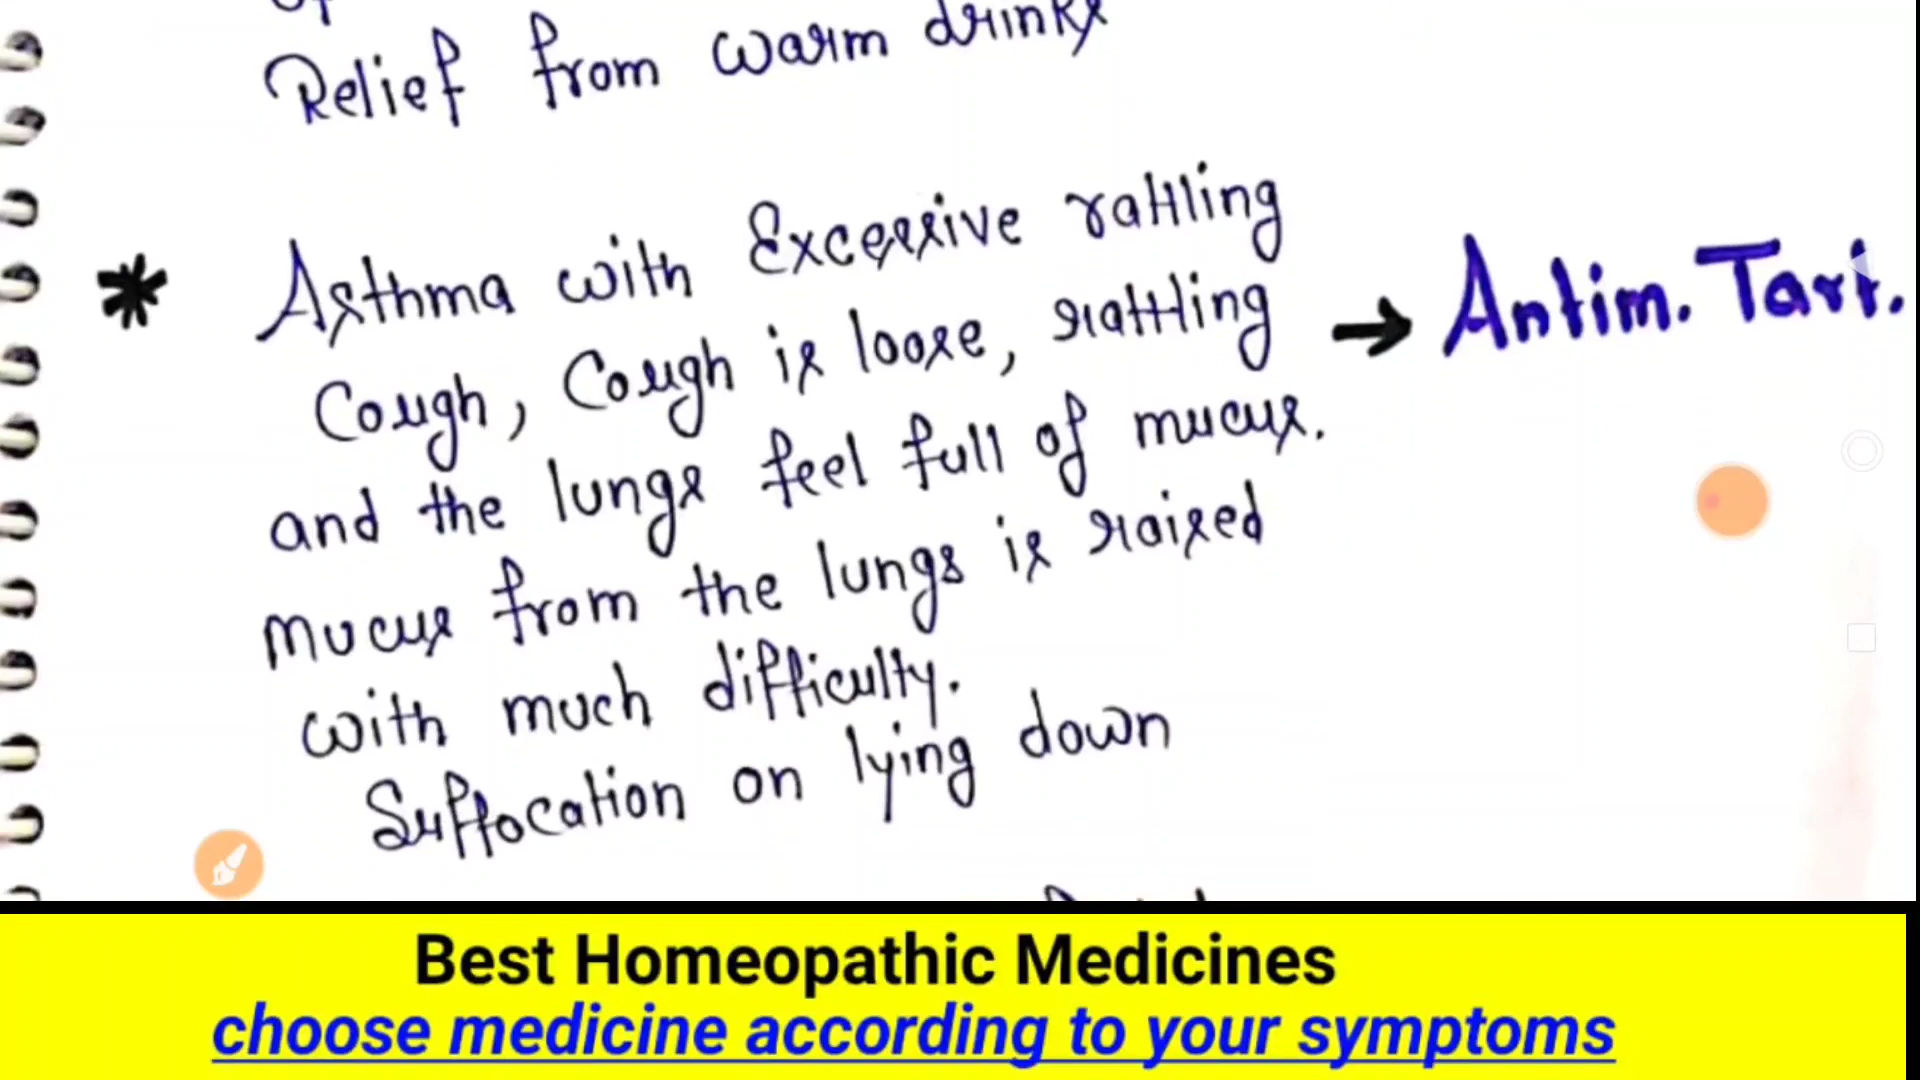 Relief from warm drinks
* Asthma with Excessive rattling
Cough, Cough is loose, rattling → Antim. Tart.
and the lungs feel full of mucus.
mucus from the lungs is raised
with much difficulty.
Suffocation on lying down
Best Homeopathic Medicines
choose medicine according to your symptoms